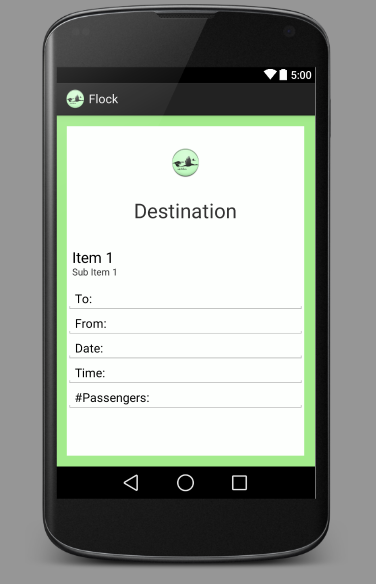 5:00
Flock
Destination
Item 1
Sub Item 1
To:
From:
Date:
Time:
#Passengers: